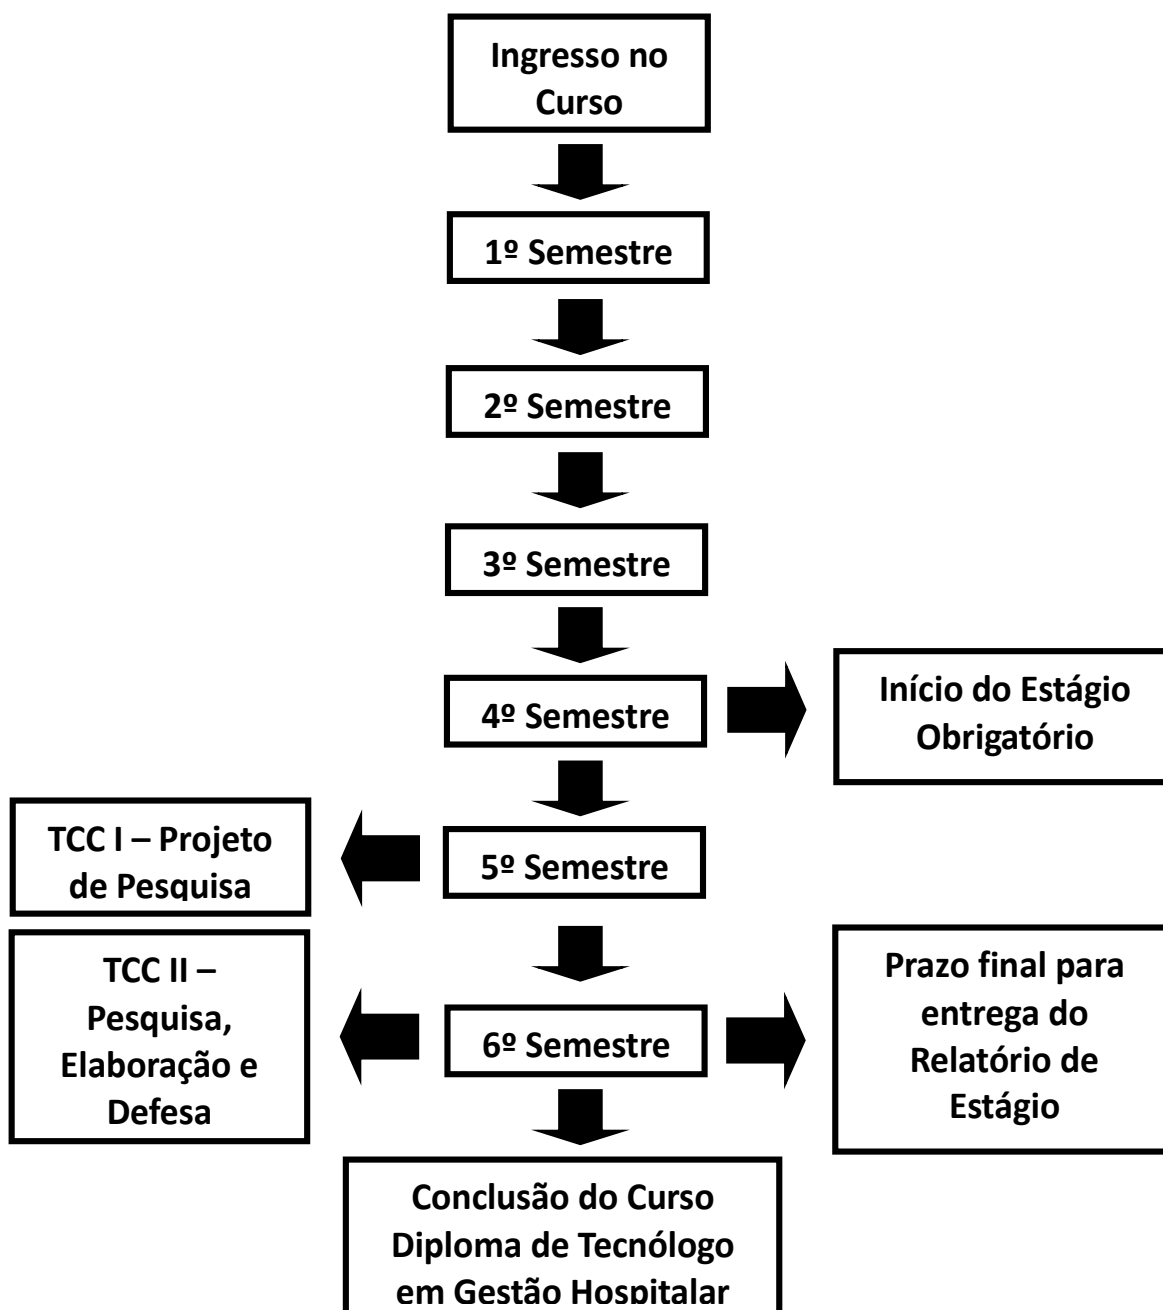 Ingresso no
Curso
1º Semestre
2º Semestre
3º Semestre
4º Semestre
Início do Estágio
Obrigatório
TCC I – Projeto
de Pesquisa
5º Semestre
TCC II –
Pesquisa,
Elaboração e
Defesa
6º Semestre
Prazo final para
entrega do
Relatório de
Estágio
Conclusão do Curso
Diploma de Tecnólogo
em Gestão Hospitalar